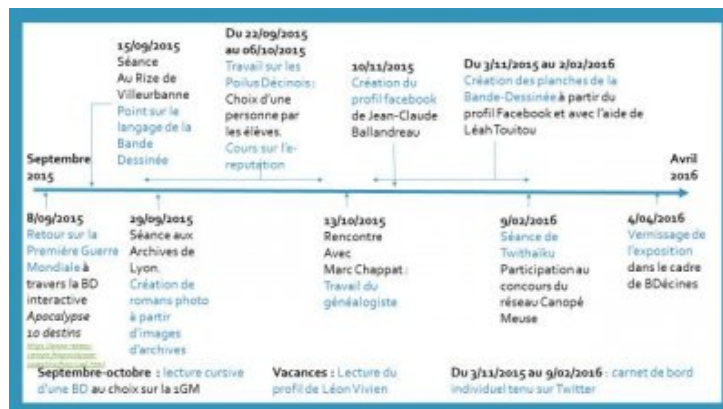 15/09/2015
Séance
Au Rize de
Villeurbanne
Point sur le
langage de la
Bande
Dessinée
Du 22/09/2015
au 06/10/2015
Travail sur les
Poilus Décinois :
Choix d'une
personne par
les élèves.
Cours sur l'e-
reputation
10/11/2015
Création du
profil facebook
de Jean-Claude
Ballandreau
Du 3/11/2015 au 2/02/2016
Création des planches de la
Bande-Dessinée à partir du
profil Facebook et avec l'aide de
Léah Touitou
Septembre
2015
Avril
2016
8/09/2015
Retour sur la
Première Guerre
Mondiale à
travers la BD
interactive
Apocalypse
10 destins
29/09/2015
Séance aux
Archives de
Lyon.
Création de
romans photo
à partir
d'images
d'archives
13/10/2015
Rencontre
Avec
Marc Chappat :
Travail du
généalogiste
9/02/2016
Séance de
Twithaïku
Participation au
concours du
réseau Canopé
Meuse
4/04/2016
Vernissage de
l'exposition
dans le cadre
de BDécines
Septembre-octobre : lecture cursive
d'une BD au choix sur la 1GM
Vacances : Lecture du
profil de Léon Vivien
Du 3/11/2015 au 9/02/2016 : carnet de bord
individuel tenu sur Twitter